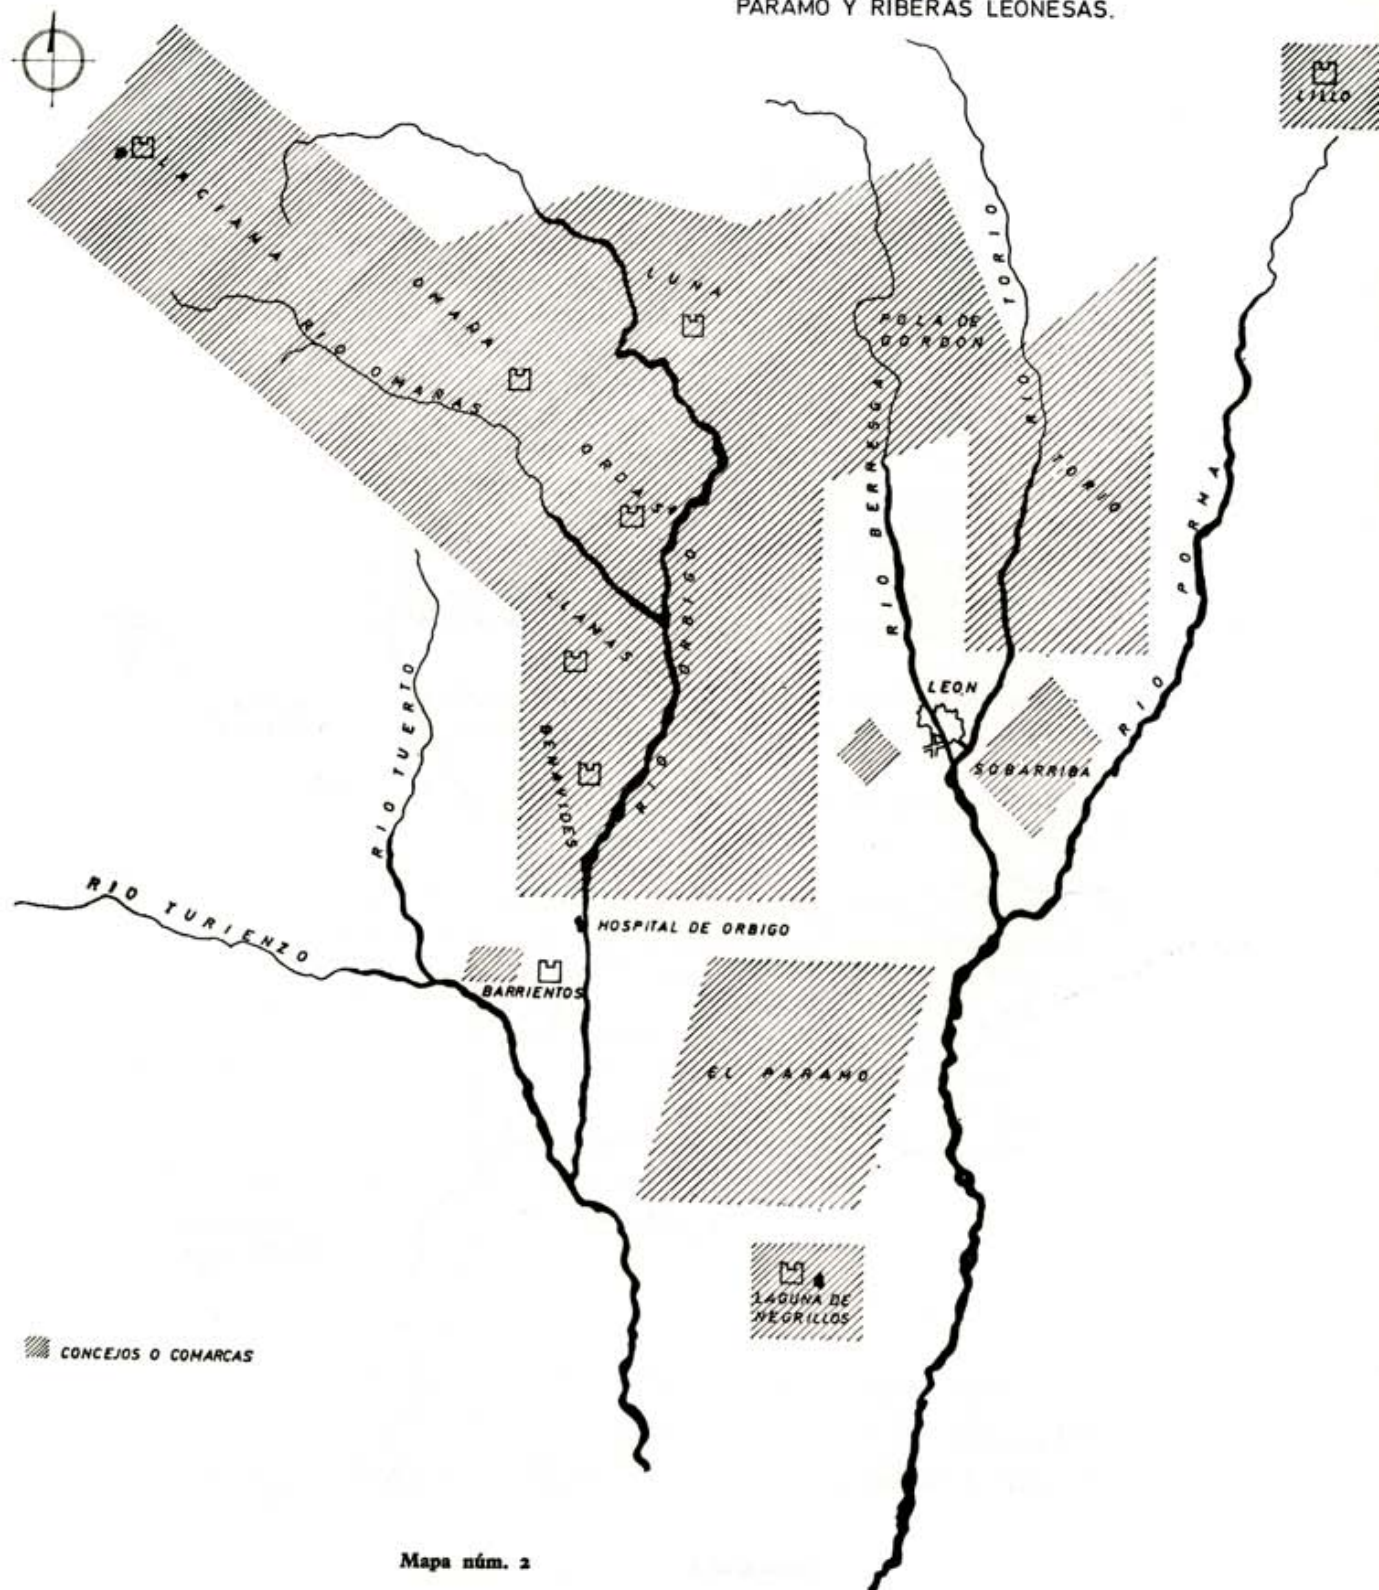 PARAMO Y RIBERAS LEONESAS.
LILLO
LACIANA
OMAÑA
LUNA
RIO TORIO
POLA DE
GORDON
RIO OMAÑAS
RIO BERNESGA
ORDAS
TORIO
RIO PORMA
LLAMAS
RIO ORBIGO
RIO TUERTO
LEON
BENAVIDES
SOBARRIBA
RIO TURIENZO
HOSPITAL DE ORBIGO
BARRIENTOS
EL PARAMO
LAGUNA DE
NEGRILLOS
CONCEJOS O COMARCAS
Mapa núm. 2